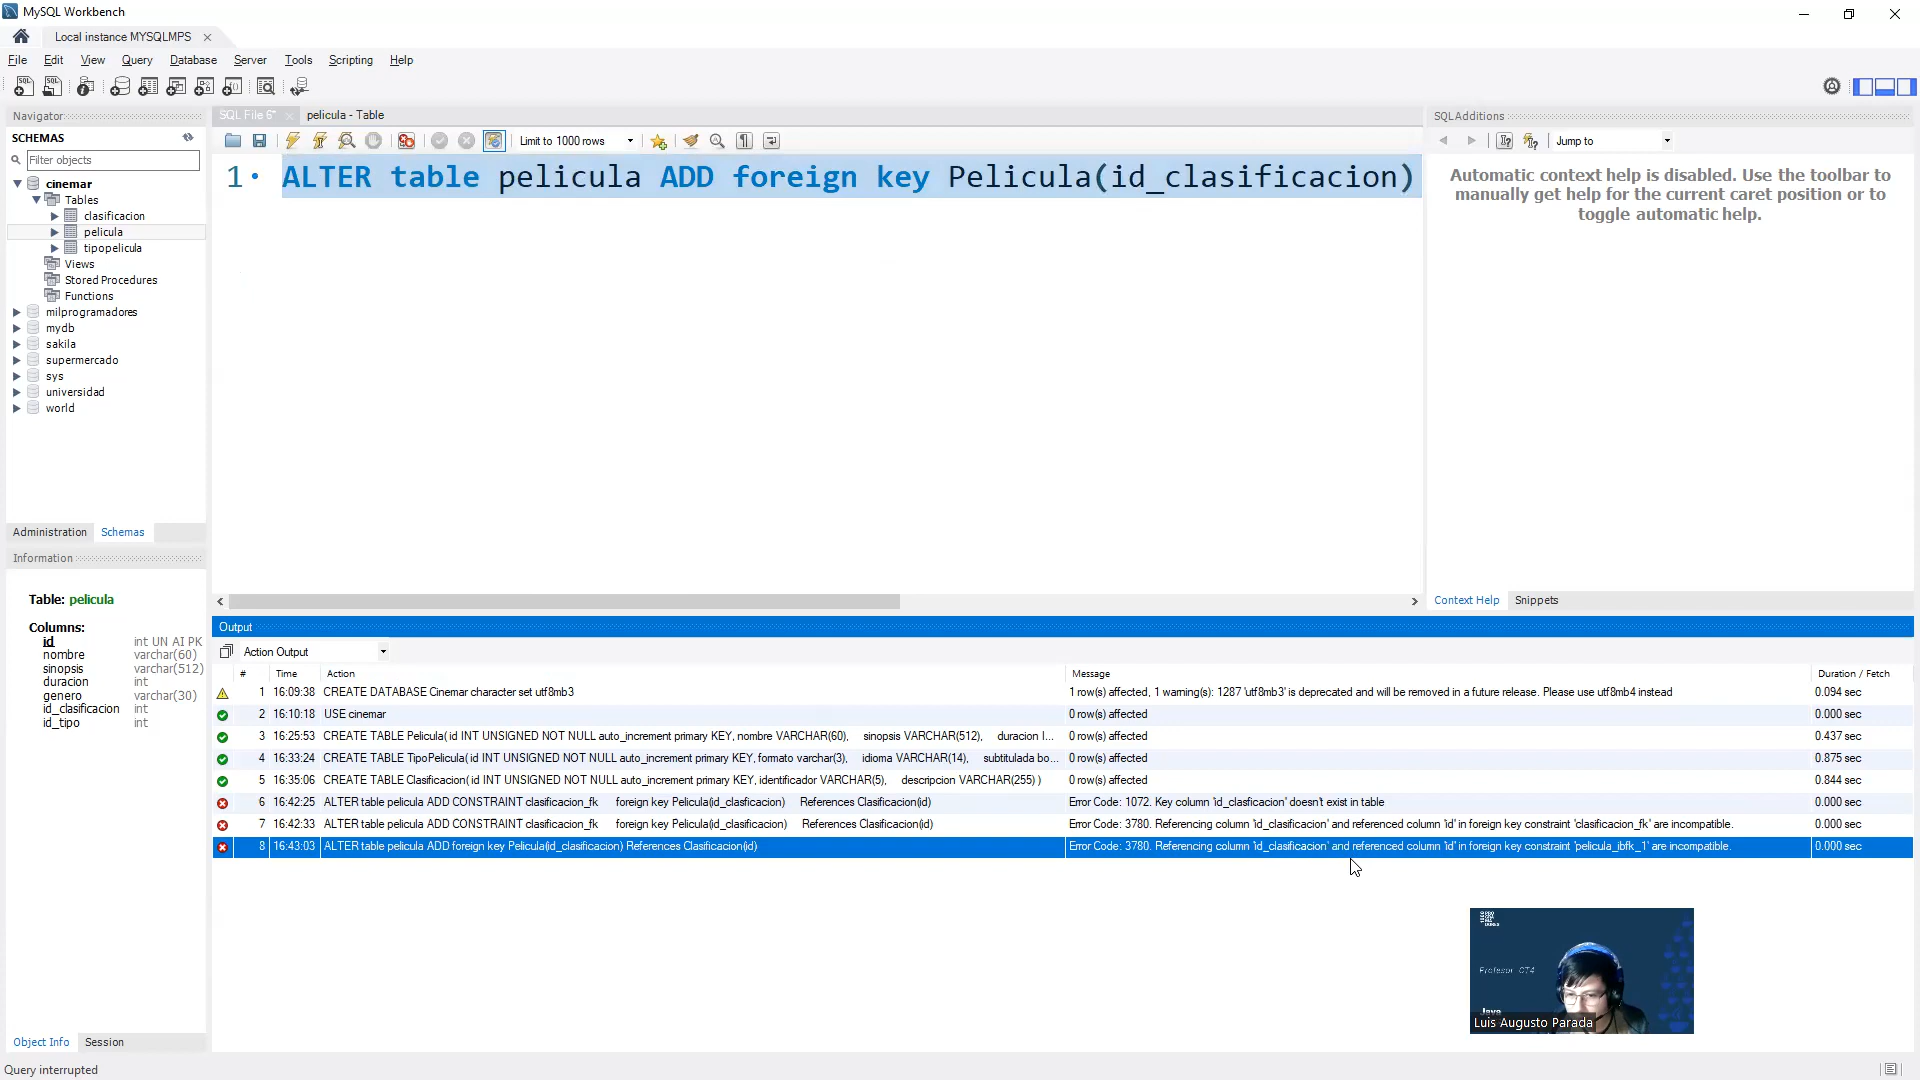 MySQL Workbench
Local instance MYSQLMPS
File Edit View Query Database Server Tools Scripting Help
Navigator
SCHEMAS
Filter objects
cinemar
Tables
clasificacion
pelicula
tipopelicula
Views
Stored Procedures
Functions
milprogramadores
mydb
sakila
supermercado
sys
universidad
world
Administration Schemas
Information
Table: pelicula
Columns:
id int UN AI PK
nombre varchar(60)
sinopsis varchar(512)
duracion int
genero varchar(30)
id_clasificacion int
id_tipo int
Object Info Session
Query interrupted
SQL File 6* pelicula - Table
Limit to 1000 rows
1 ALTER table pelicula ADD foreign key Pelicula(id_clasificacion)
SQLAdditions
Jump to
Automatic context help is disabled. Use the toolbar to
manually get help for the current caret position or to
toggle automatic help.
Context Help Snippets
Output
Action Output
# Time Action Message Duration / Fetch
1 16:09:38 CREATE DATABASE Cinemar character set utf8mb3 1 row(s) affected, 1 warning(s): 1287 'utf8mb3' is deprecated and will be removed in a future release. Please use utf8mb4 instead 0.094 sec
2 16:10:18 USE cinemar 0 row(s) affected 0.000 sec
3 16:25:53 CREATE TABLE Pelicula( id INT UNSIGNED NOT NULL auto_increment primary KEY, nombre VARCHAR(60), sinopsis VARCHAR(512), duracion I... 0 row(s) affected 0.437 sec
4 16:33:24 CREATE TABLE TipoPelicula( id INT UNSIGNED NOT NULL auto_increment primary KEY, formato varchar(3), idioma VARCHAR(14), subtitulada bo... 0 row(s) affected 0.875 sec
5 16:35:06 CREATE TABLE Clasificacion( id INT UNSIGNED NOT NULL auto_increment primary KEY, identificador VARCHAR(5), descripcion VARCHAR(255) ) 0 row(s) affected 0.844 sec
6 16:42:25 ALTER table pelicula ADD CONSTRAINT clasificacion_fk foreign key Pelicula(id_clasficacion) References Clasificacion(id) Error Code: 1072. Key column 'id_clasficacion' doesn't exist in table 0.000 sec
7 16:42:33 ALTER table pelicula ADD CONSTRAINT clasificacion_fk foreign key Pelicula(id_clasificacion) References Clasificacion(id) Error Code: 3780. Referencing column 'id_clasificacion' and referenced column 'id' in foreign key constraint 'clasificacion_fk' are incompatible. 0.000 sec
8 16:43:03 ALTER table pelicula ADD foreign key Pelicula(id_clasificacion) References Clasificacion(id) Error Code: 3780. Referencing column 'id_clasificacion' and referenced column 'id' in foreign key constraint 'pelicula_ibfk_1' are incompatible. 0.000 sec
Profesor CT4
Java
Luis Augusto Parada